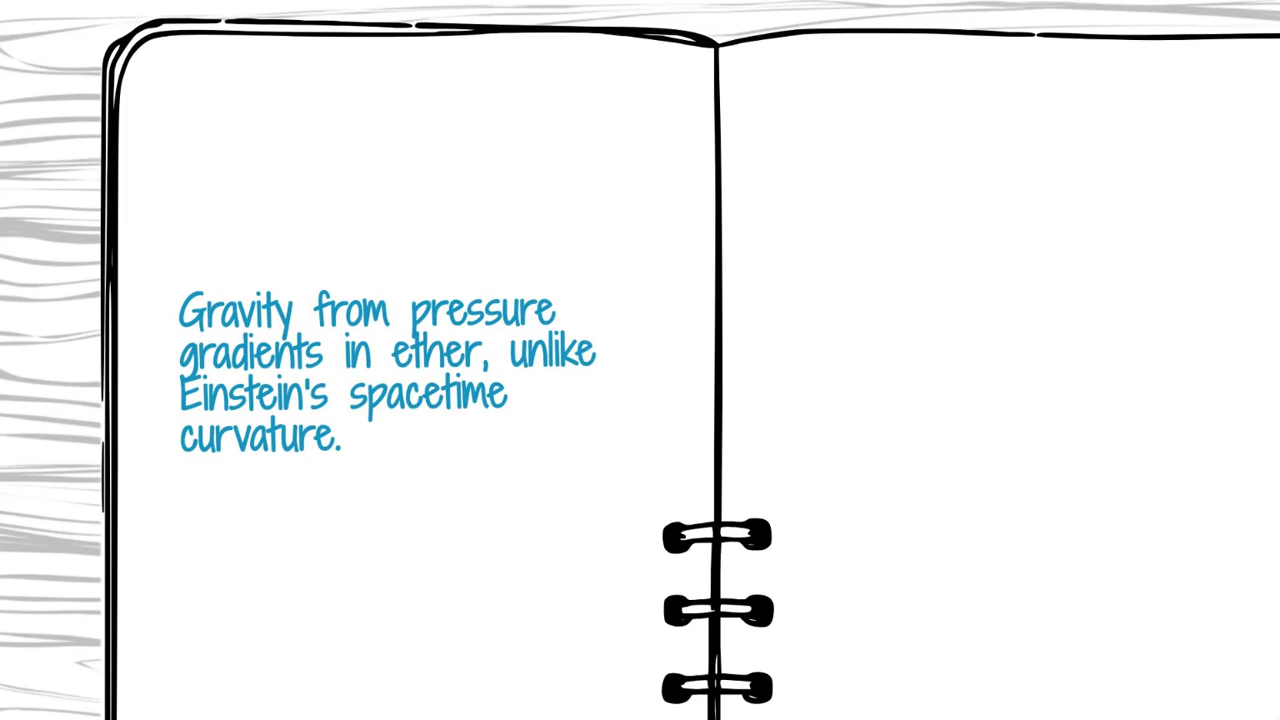 Gravity from pressure
gradients in ether, unlike
Einstein's spacetime
curvature.